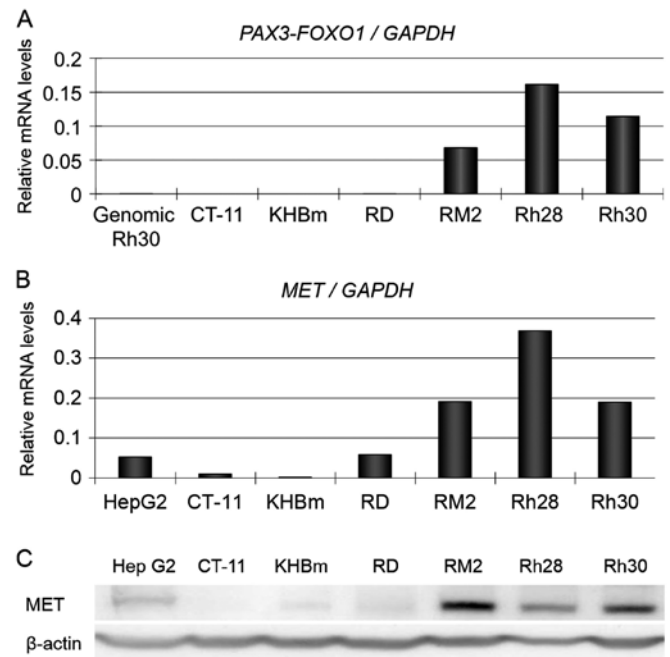 A
PAX3-FOXO1 / GAPDH
Relative mRNA levels
0.2
0.15
0.1
0.05
0
Genomic
Rh30
CT-11
KHBm
RD
RM2
Rh28
Rh30
B
MET / GAPDH
Relative mRNA levels
0.4
0.3
0.2
0.1
0
HepG2
CT-11
KHBm
RD
RM2
Rh28
Rh30
C
Hep G2
CT-11
KHBm
RD
RM2
Rh28
Rh30
MET
β-actin